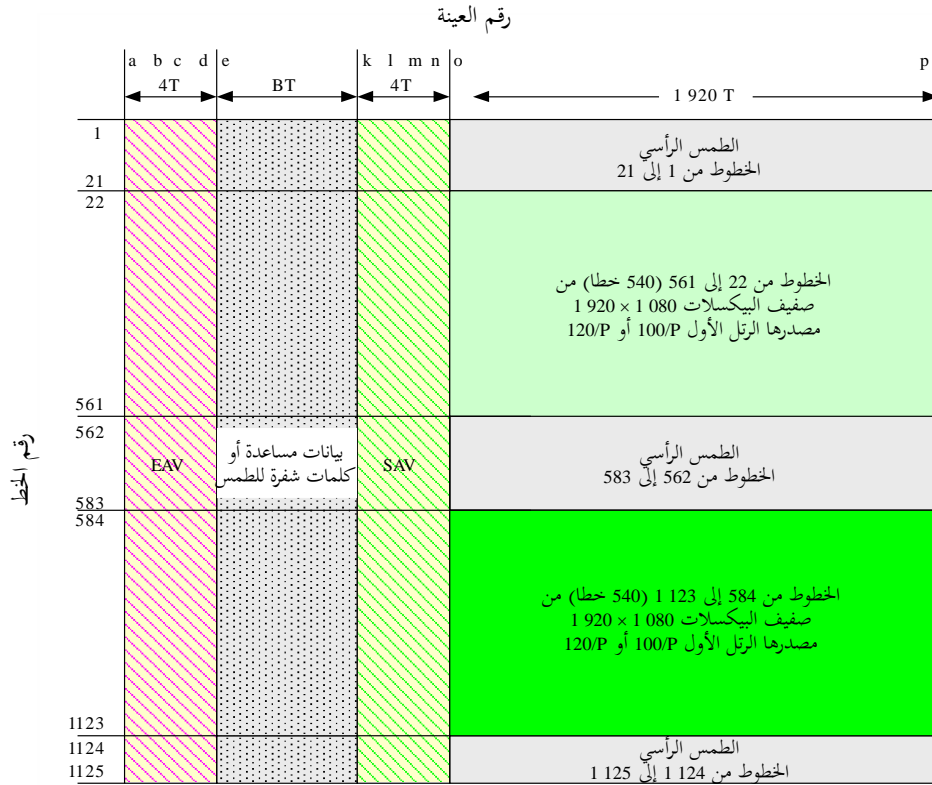 رقم العينة
a b c d e k l m n o p
4T BT 4T 1 920 T
1
الطمس الرأسي
الخطوط من 1 إلى 21
21
22
الخطوط من 22 إلى 561 (540 خطا) من
صفيف البيكسلات 1 080 × 1 920
مصدرها الرتل الأول 100/P أو 120/P
561
562
رقم الخط
EAV
بيانات مساعدة أو
كلمات شفرة للطمس
SAV
الطمس الرأسي
الخطوط من 562 إلى 583
583
584
الخطوط من 584 إلى 1 123 (540 خطا) من
صفيف البيكسلات 1 080 × 1 920
مصدرها الرتل الأول 100/P أو 120/P
1123
1124
الطمس الرأسي
الخطوط من 1 124 إلى 1 125
1125